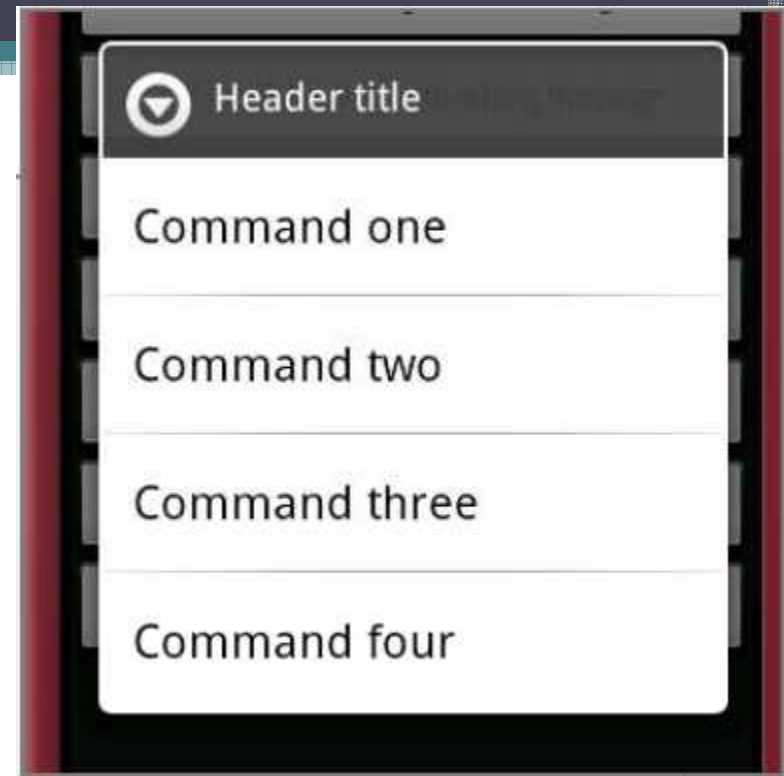 Header title
Command one
Command two
Command three
Command four